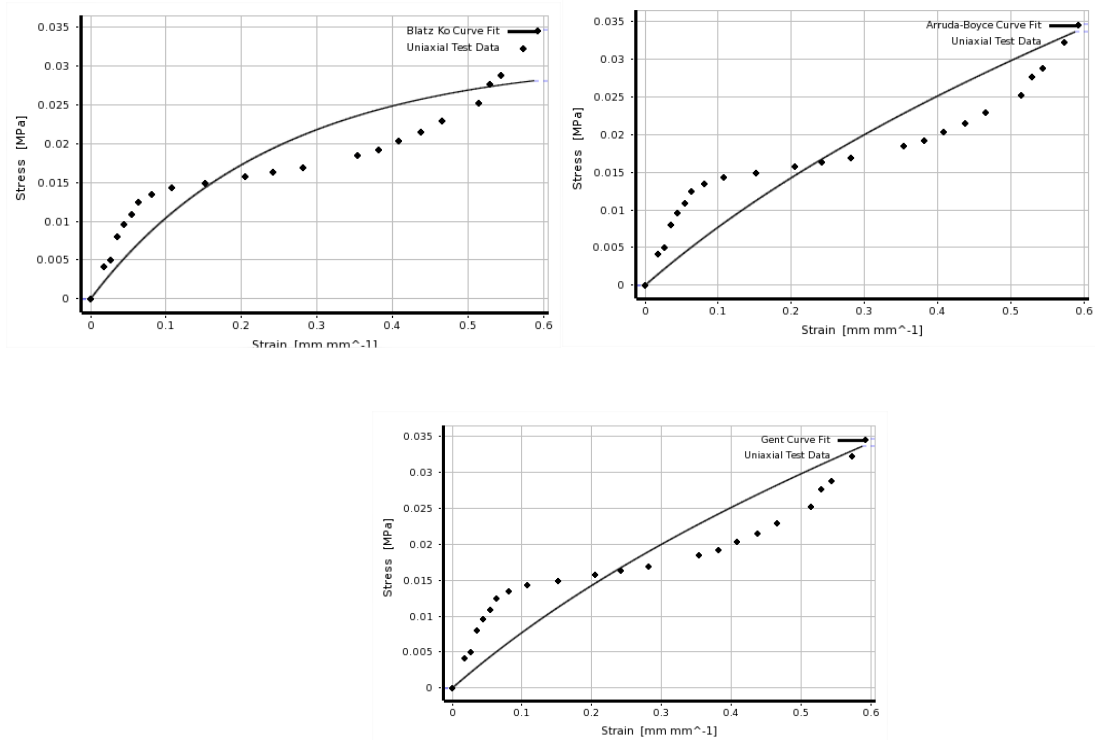 0.035
0.03
0.025
0.02
0.015
0.01
0.005
0
Stress [MPa]
Blatz Ko Curve Fit
Uniaxial Test Data
0 0.1 0.2 0.3 0.4 0.5 0.6
Strain [mm mm^-1]
0.035
0.03
0.025
0.02
0.015
0.01
0.005
0
Stress [MPa]
Arruda-Boyce Curve Fit
Uniaxial Test Data
0 0.1 0.2 0.3 0.4 0.5 0.6
Strain [mm mm^-1]
0.035
0.03
0.025
0.02
0.015
0.01
0.005
0
Stress [MPa]
Gent Curve Fit
Uniaxial Test Data
0 0.1 0.2 0.3 0.4 0.5 0.6
Strain [mm mm^-1]